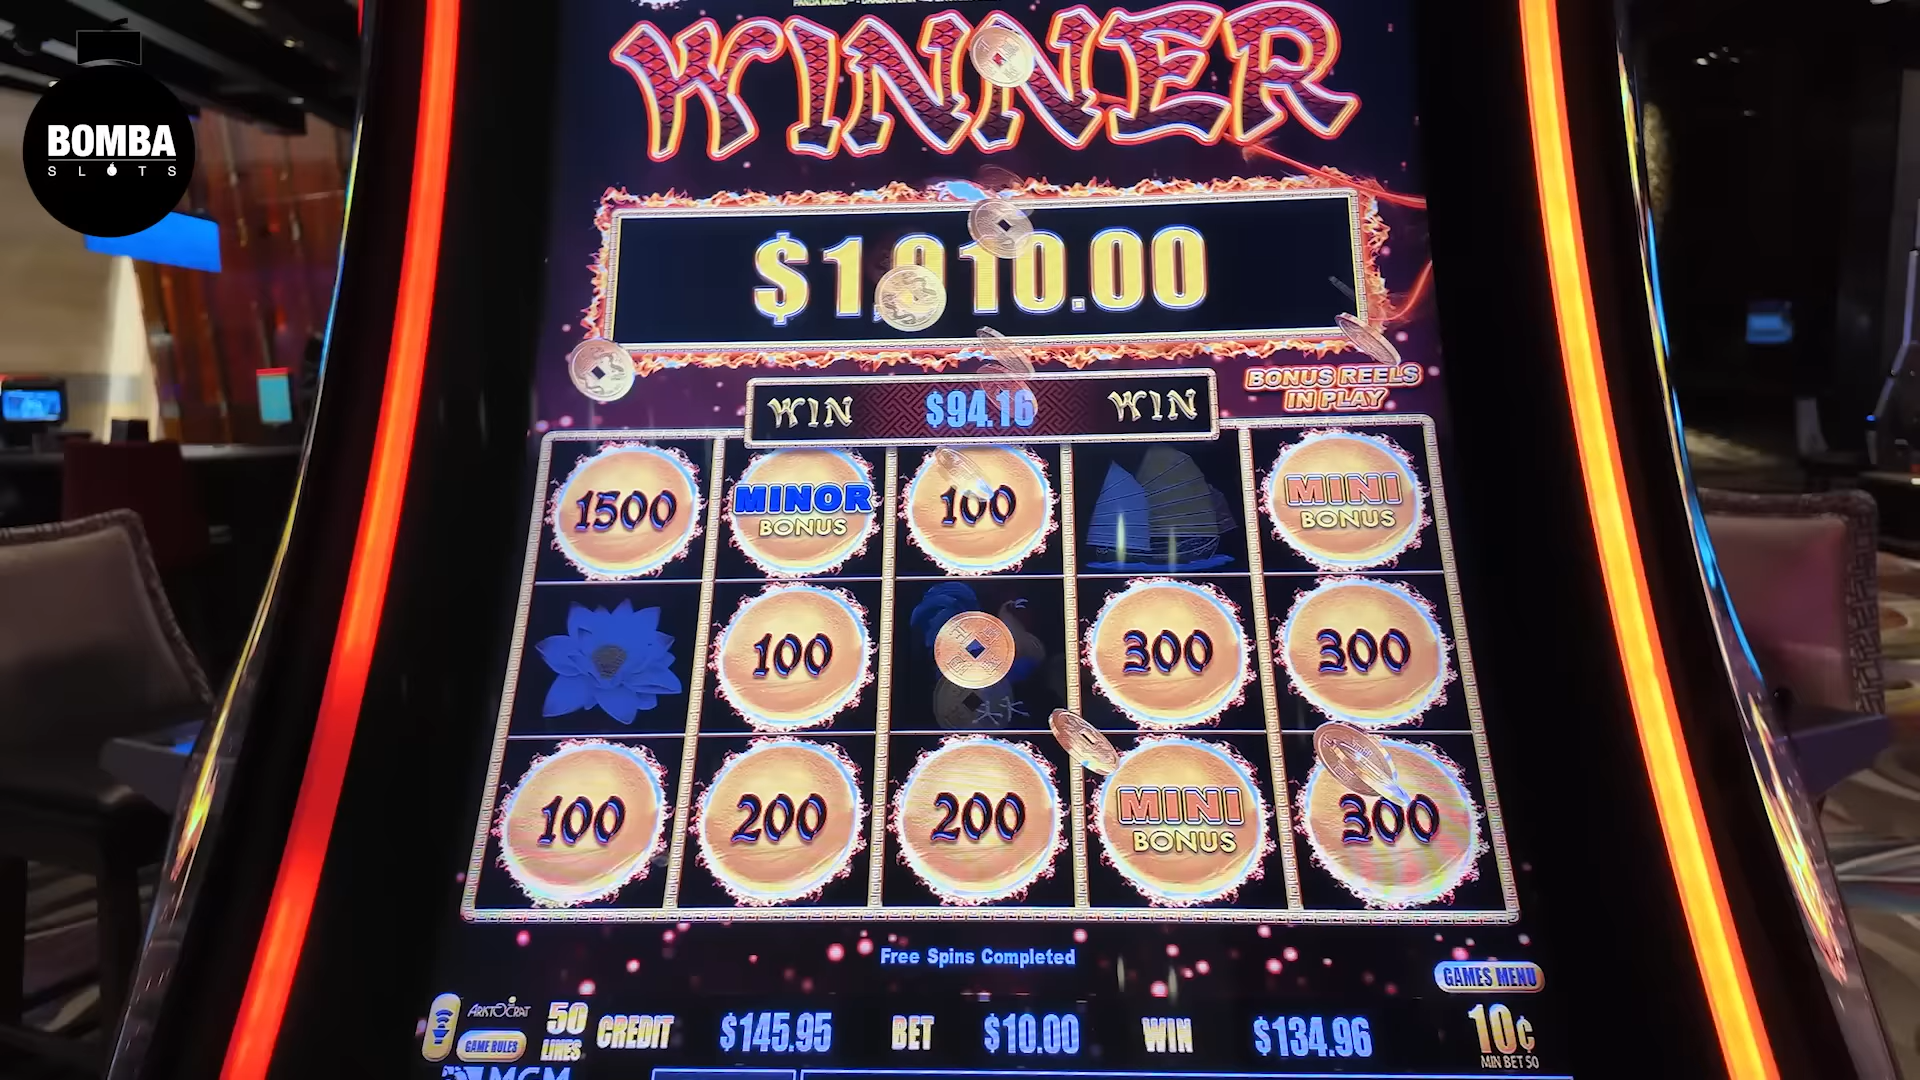 BOMBA
SLOTS
WINNER
WIN $94.16 WIN
BONUS REELS
IN PLAY
1500 MINOR BONUS 100 MINI BONUS
100 300 300
100 200 200 MINI BONUS 300
Free Spins Completed
GAMES MENU
ARISTOCRAT
GAME RULES
50 LINES
CREDIT $145.95 BET $10.00 WIN $134.96
10¢
MIN BET 50
MGM